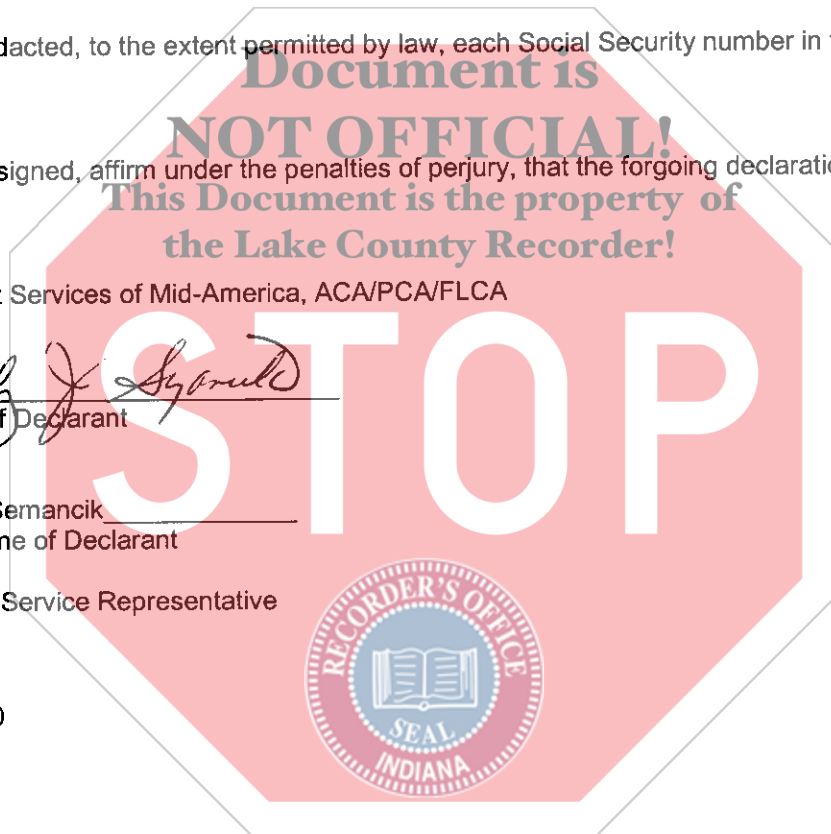 dacted, to the extent permitted by law, each Social Security number in
Document is
NOT OFFICIAL!
signed, affirm under the penalties of perjury, that the forgoing declaratio
This Document is the property of
the Lake County Recorder!
Services of Mid-America, ACA/PCA/FLCA
STOP
f Declarant
Semancik
me of Declarant
Service Representative
RECORDER'S OFFICE
SEAL
INDIANA